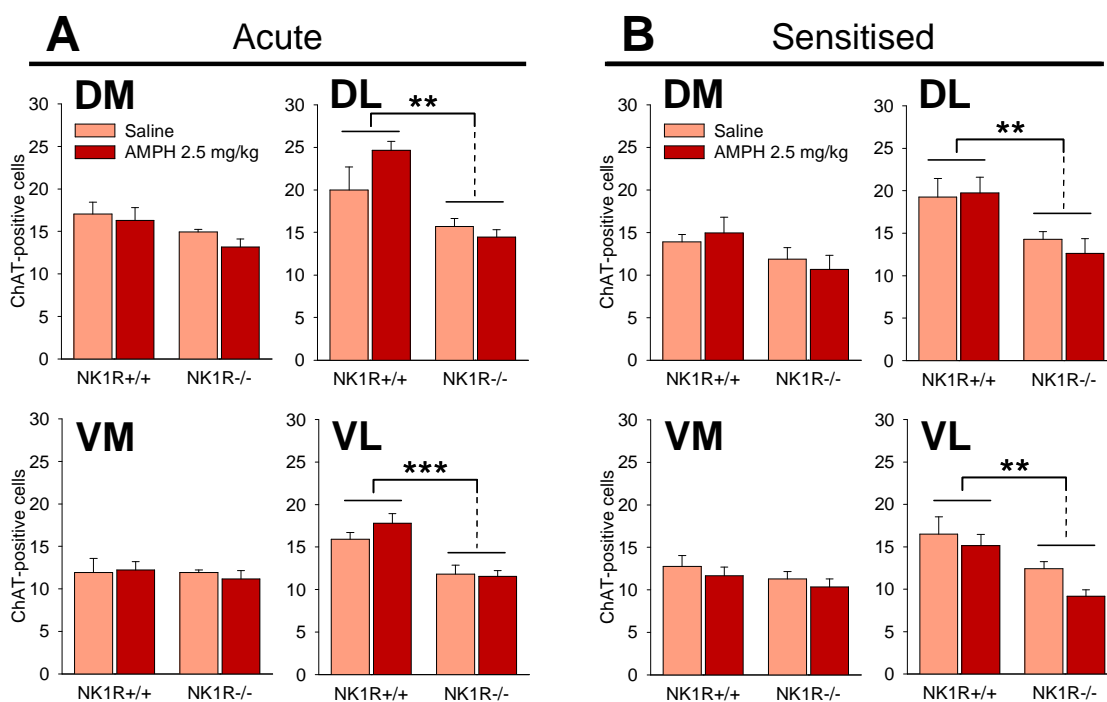 A Acute
DM
30
25
20
15
10
5
0
ChAT-positive cells
Saline
AMPH 2.5 mg/kg
NK1R+/+ NK1R-/-
DL
**
30
25
20
15
10
5
0
NK1R+/+ NK1R-/-
VM
30
25
20
15
10
5
0
ChAT-positive cells
NK1R+/+ NK1R-/-
VL
***
30
25
20
15
10
5
0
NK1R+/+ NK1R-/-
B Sensitised
DM
30
25
20
15
10
5
0
ChAT-positive cells
Saline
AMPH 2.5 mg/kg
NK1R+/+ NK1R-/-
DL
**
30
25
20
15
10
5
0
NK1R+/+ NK1R-/-
VM
30
25
20
15
10
5
0
ChAT-positive cells
NK1R+/+ NK1R-/-
VL
**
30
25
20
15
10
5
0
NK1R+/+ NK1R-/-